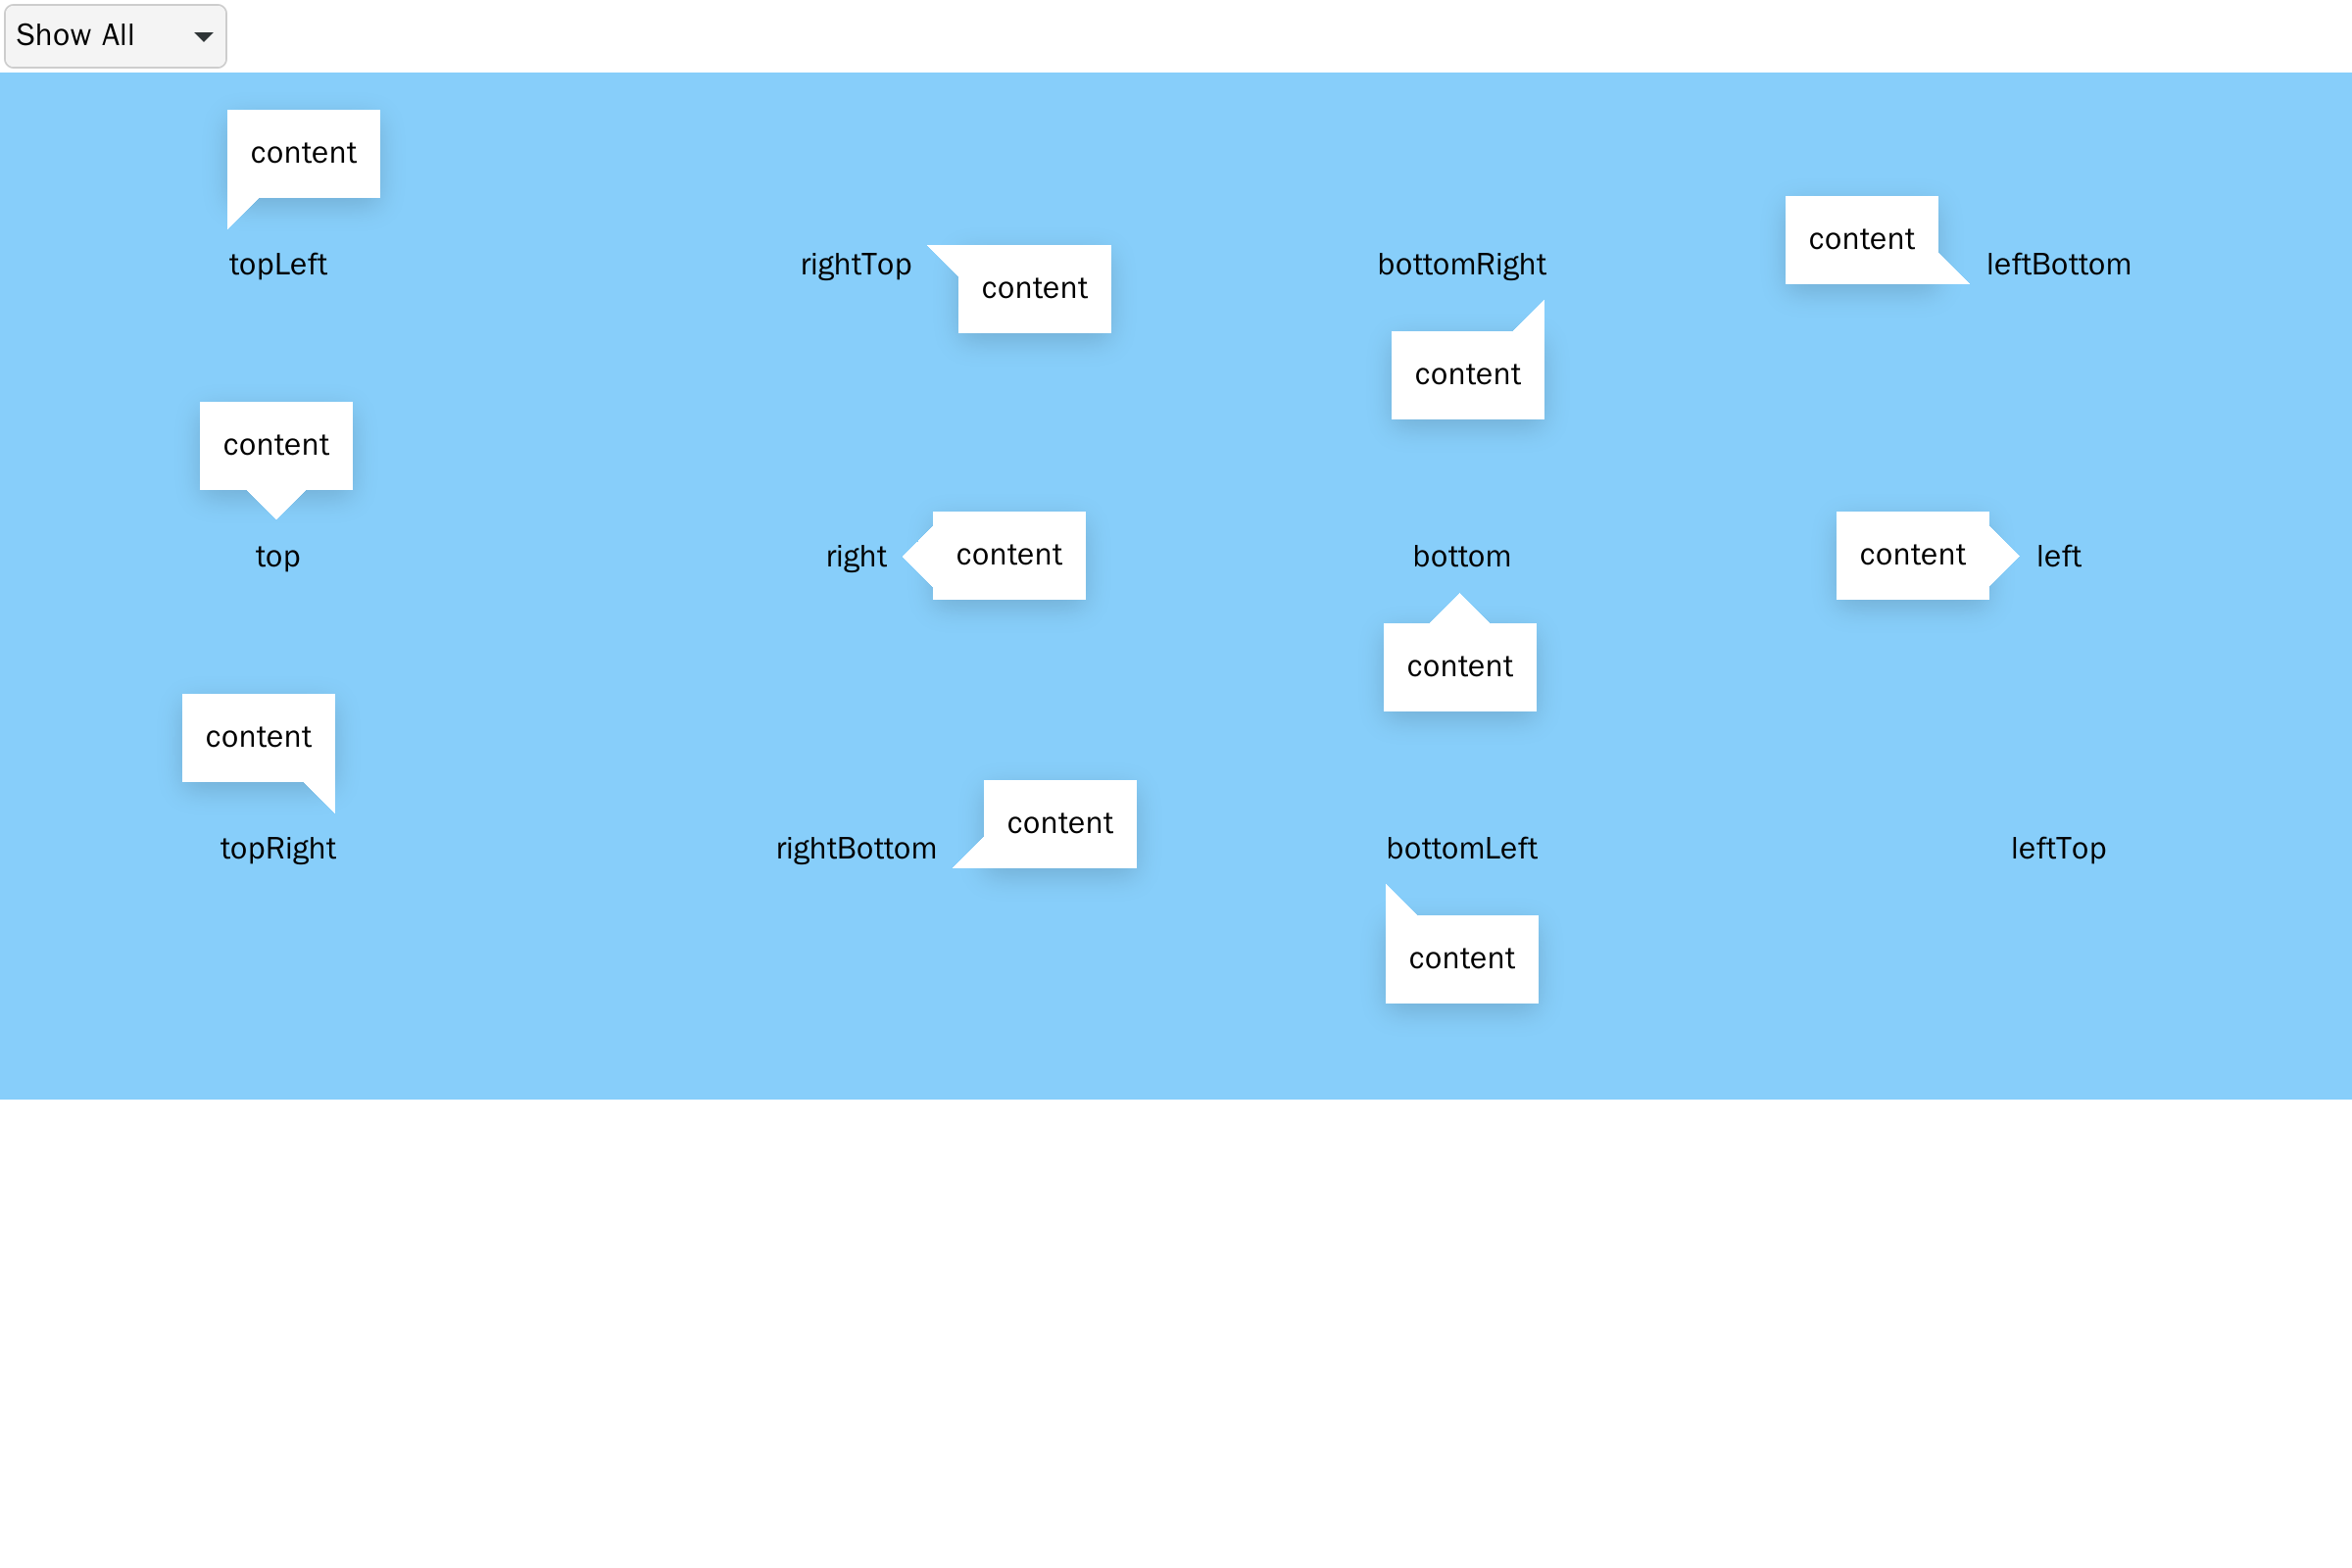 Show All
content
topLeft
rightTop
content
bottomRight
content
content
leftBottom
content
top
right
content
bottom
content
content
left
content
topRight
rightBottom
content
bottomLeft
content
leftTop